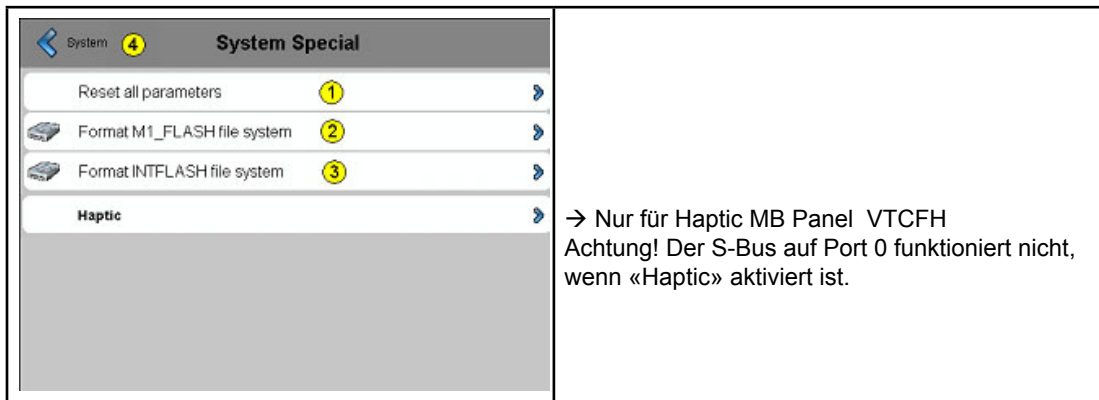 System 4 System Special
Reset all parameters 1
Format M1_FLASH file system 2
Format INTFLASH file system 3
Haptic
→ Nur für Haptic MB Panel VTCFH
Achtung! Der S-Bus auf Port 0 funktioniert nicht,
wenn «Haptic» aktiviert ist.